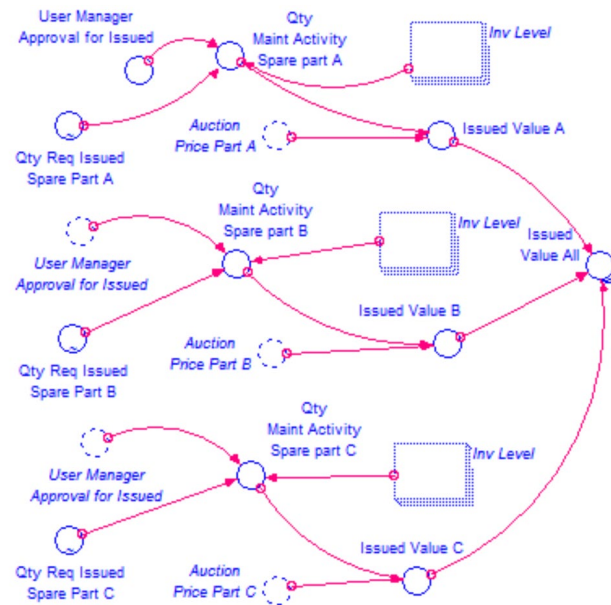 User Manager
Approval for Issued
Qty
Maint Activity
Spare part A
Inv Level
Auction
Price Part A
Issued Value A
Qty Req Issued
Spare Part A
Qty
Maint Activity
Spare part B
Inv Level
Issued
Value All
User Manager
Approval for Issued
Issued Value B
Auction
Price Part B
Qty Req Issued
Spare Part B
Qty
Maint Activity
Spare part C
Inv Level
User Manager
Approval for Issued
Issued Value C
Qty Req Issued
Spare Part C
Auction
Price Part C